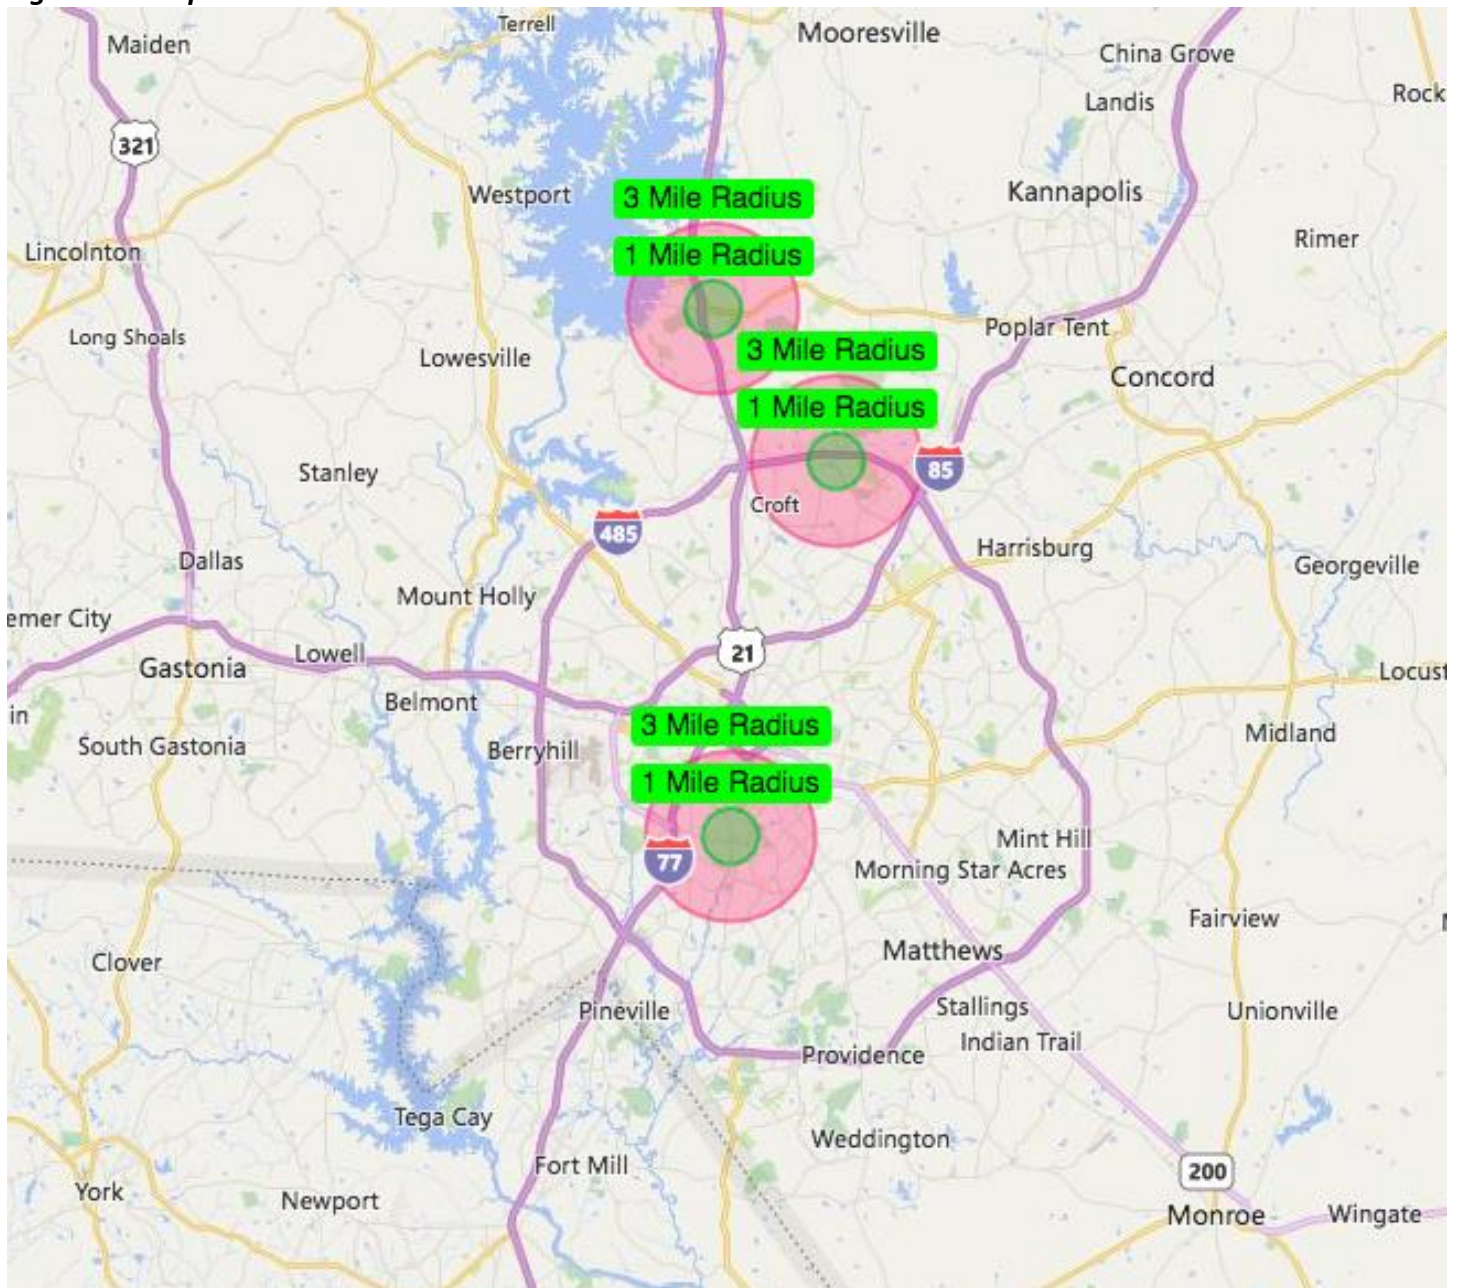 Terrell
Mooresville
Maiden
China Grove
Landis
Rock
321
Westport
3 Mile Radius
Kannapolis
Lincolnton
1 Mile Radius
Rimer
Long Shoals
Lowesville
3 Mile Radius
Poplar Tent
Concord
1 Mile Radius
Stanley
85
Croft
485
Dallas
Harrisburg
Georgeville
Mount Holly
emer City
21
Lowell
Gastonia
Locust
Belmont
in
3 Mile Radius
South Gastonia
Berryhill
Midland
1 Mile Radius
Mint Hill
77
Morning Star Acres
Fairview
Matthews
Clover
Stallings
Pineville
Unionville
Indian Trail
Providence
Tega Cay
Weddington
Fort Mill
200
York
Newport
Monroe
Wingate